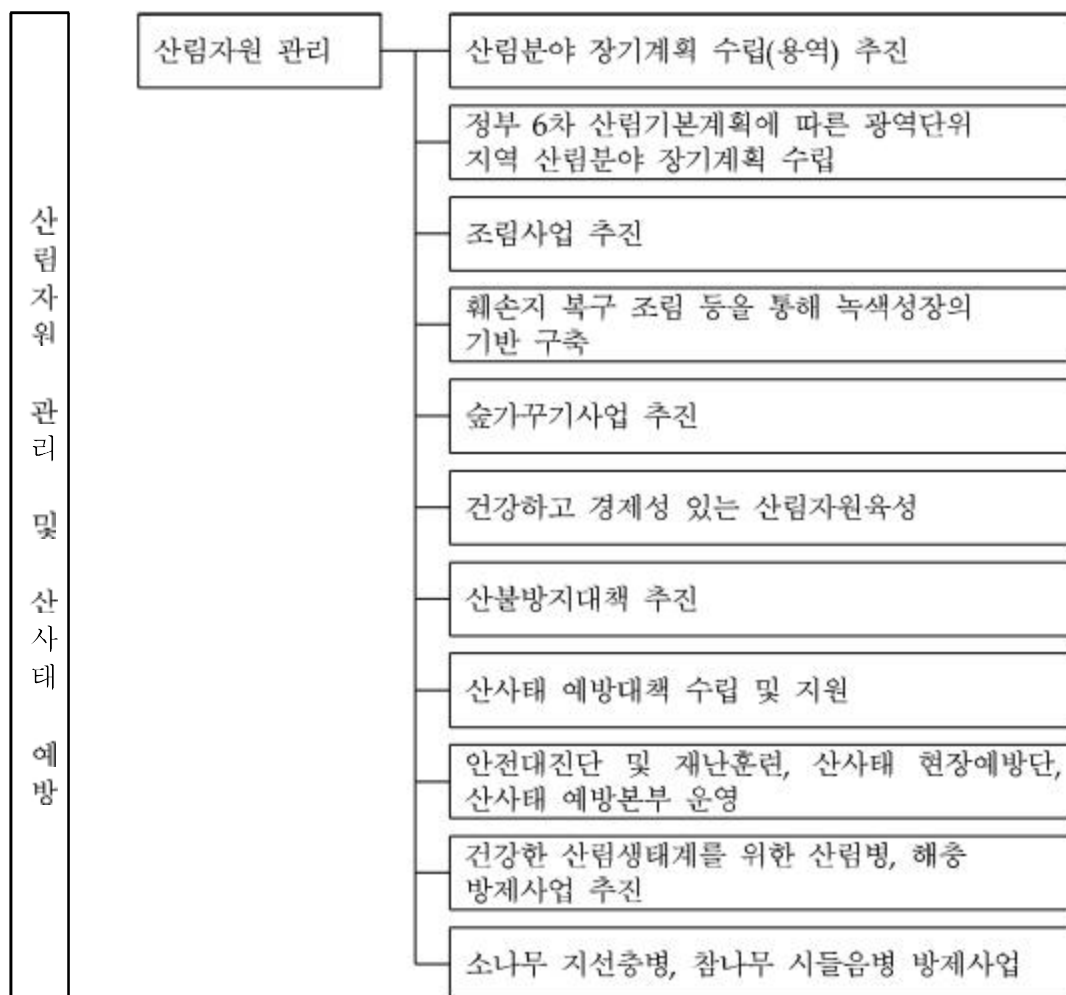 산림자원 관리 및 산사태 예방
산림자원 관리
산림분야 장기계획 수립(용역) 추진
정부 6차 산림기본계획에 따른 광역단위
지역 산림분야 장기계획 수립
조림사업 추진
훼손지 복구 조림 등을 통해 녹색성장의
기반 구축
숲가꾸기사업 추진
건강하고 경제성 있는 산림자원육성
산불방지대책 추진
산사태 예방대책 수립 및 지원
안전대진단 및 재난훈련, 산사태 현장예방단,
산사태 예방본부 운영
건강한 산림생태계를 위한 산림병, 해충
방제사업 추진
소나무 지선충병, 참나무 시들음병 방제사업